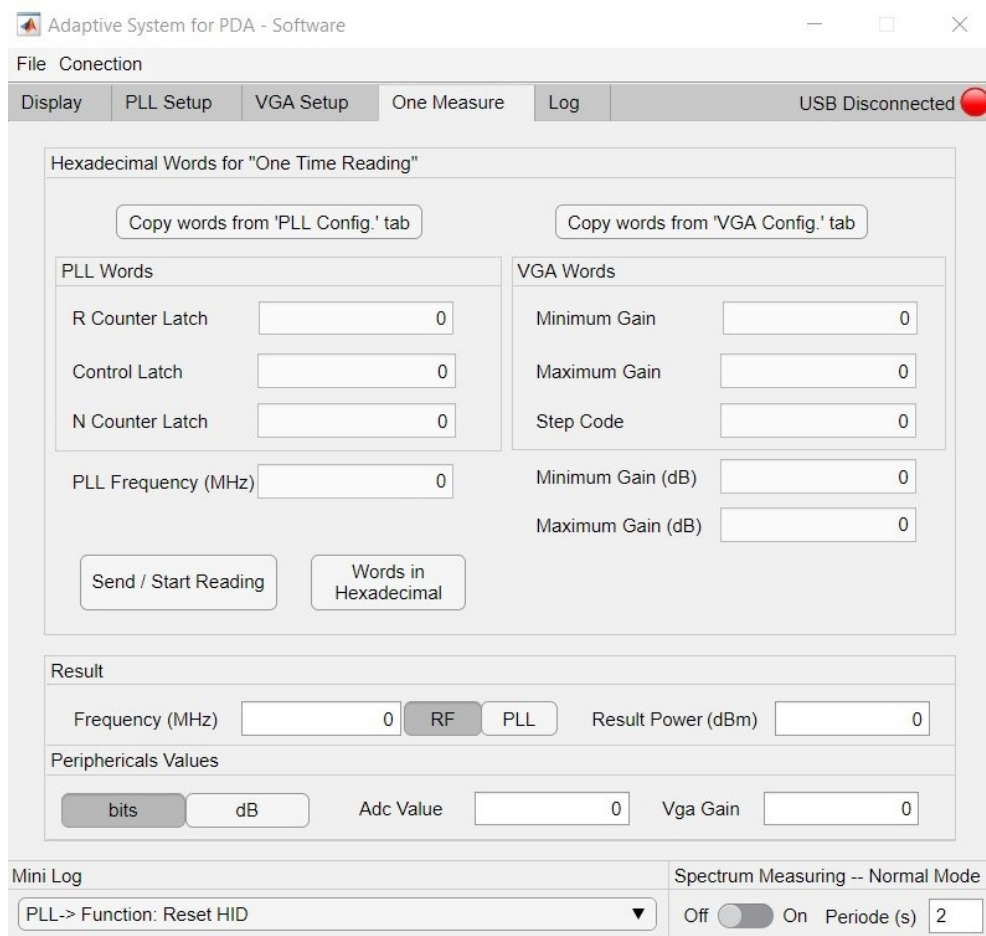 Adaptive System for PDA - Software
File Conection
Display PLL Setup VGA Setup One Measure Log USB Disconnected
Hexadecimal Words for "One Time Reading"
Copy words from 'PLL Config.' tab Copy words from 'VGA Config.' tab
PLL Words VGA Words
R Counter Latch 0 Minimum Gain 0
Control Latch 0 Maximum Gain 0
N Counter Latch 0 Step Code 0
PLL Frequency (MHz) 0 Minimum Gain (dB) 0
Maximum Gain (dB) 0
Send / Start Reading Words in
Hexadecimal
Result
Frequency (MHz) 0 RF PLL Result Power (dBm) 0
Periphericals Values
bits dB Adc Value 0 Vga Gain 0
Mini Log Spectrum Measuring -- Normal Mode
PLL-> Function: Reset HID Off On Periode (s) 2